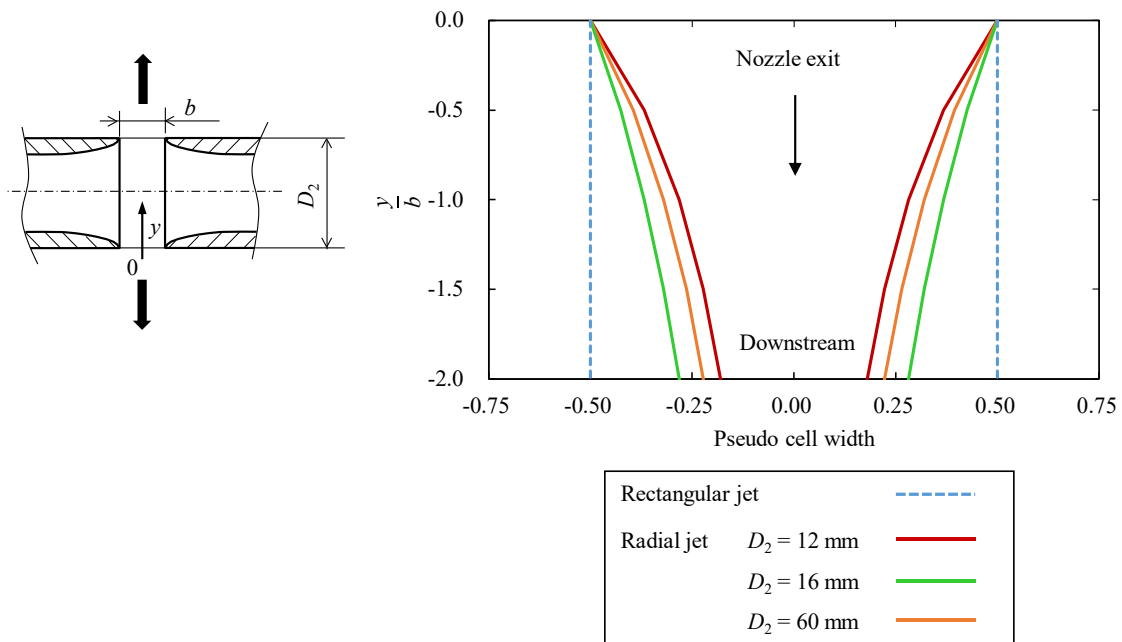 b
D2
y
0
0.0
-0.5
-1.0
-1.5
-2.0
y
b
Nozzle exit
Downstream
-0.75 -0.50 -0.25 0.00 0.25 0.50 0.75
Pseudo cell width
Rectangular jet
Radial jet D2 = 12 mm
D2 = 16 mm
D2 = 60 mm